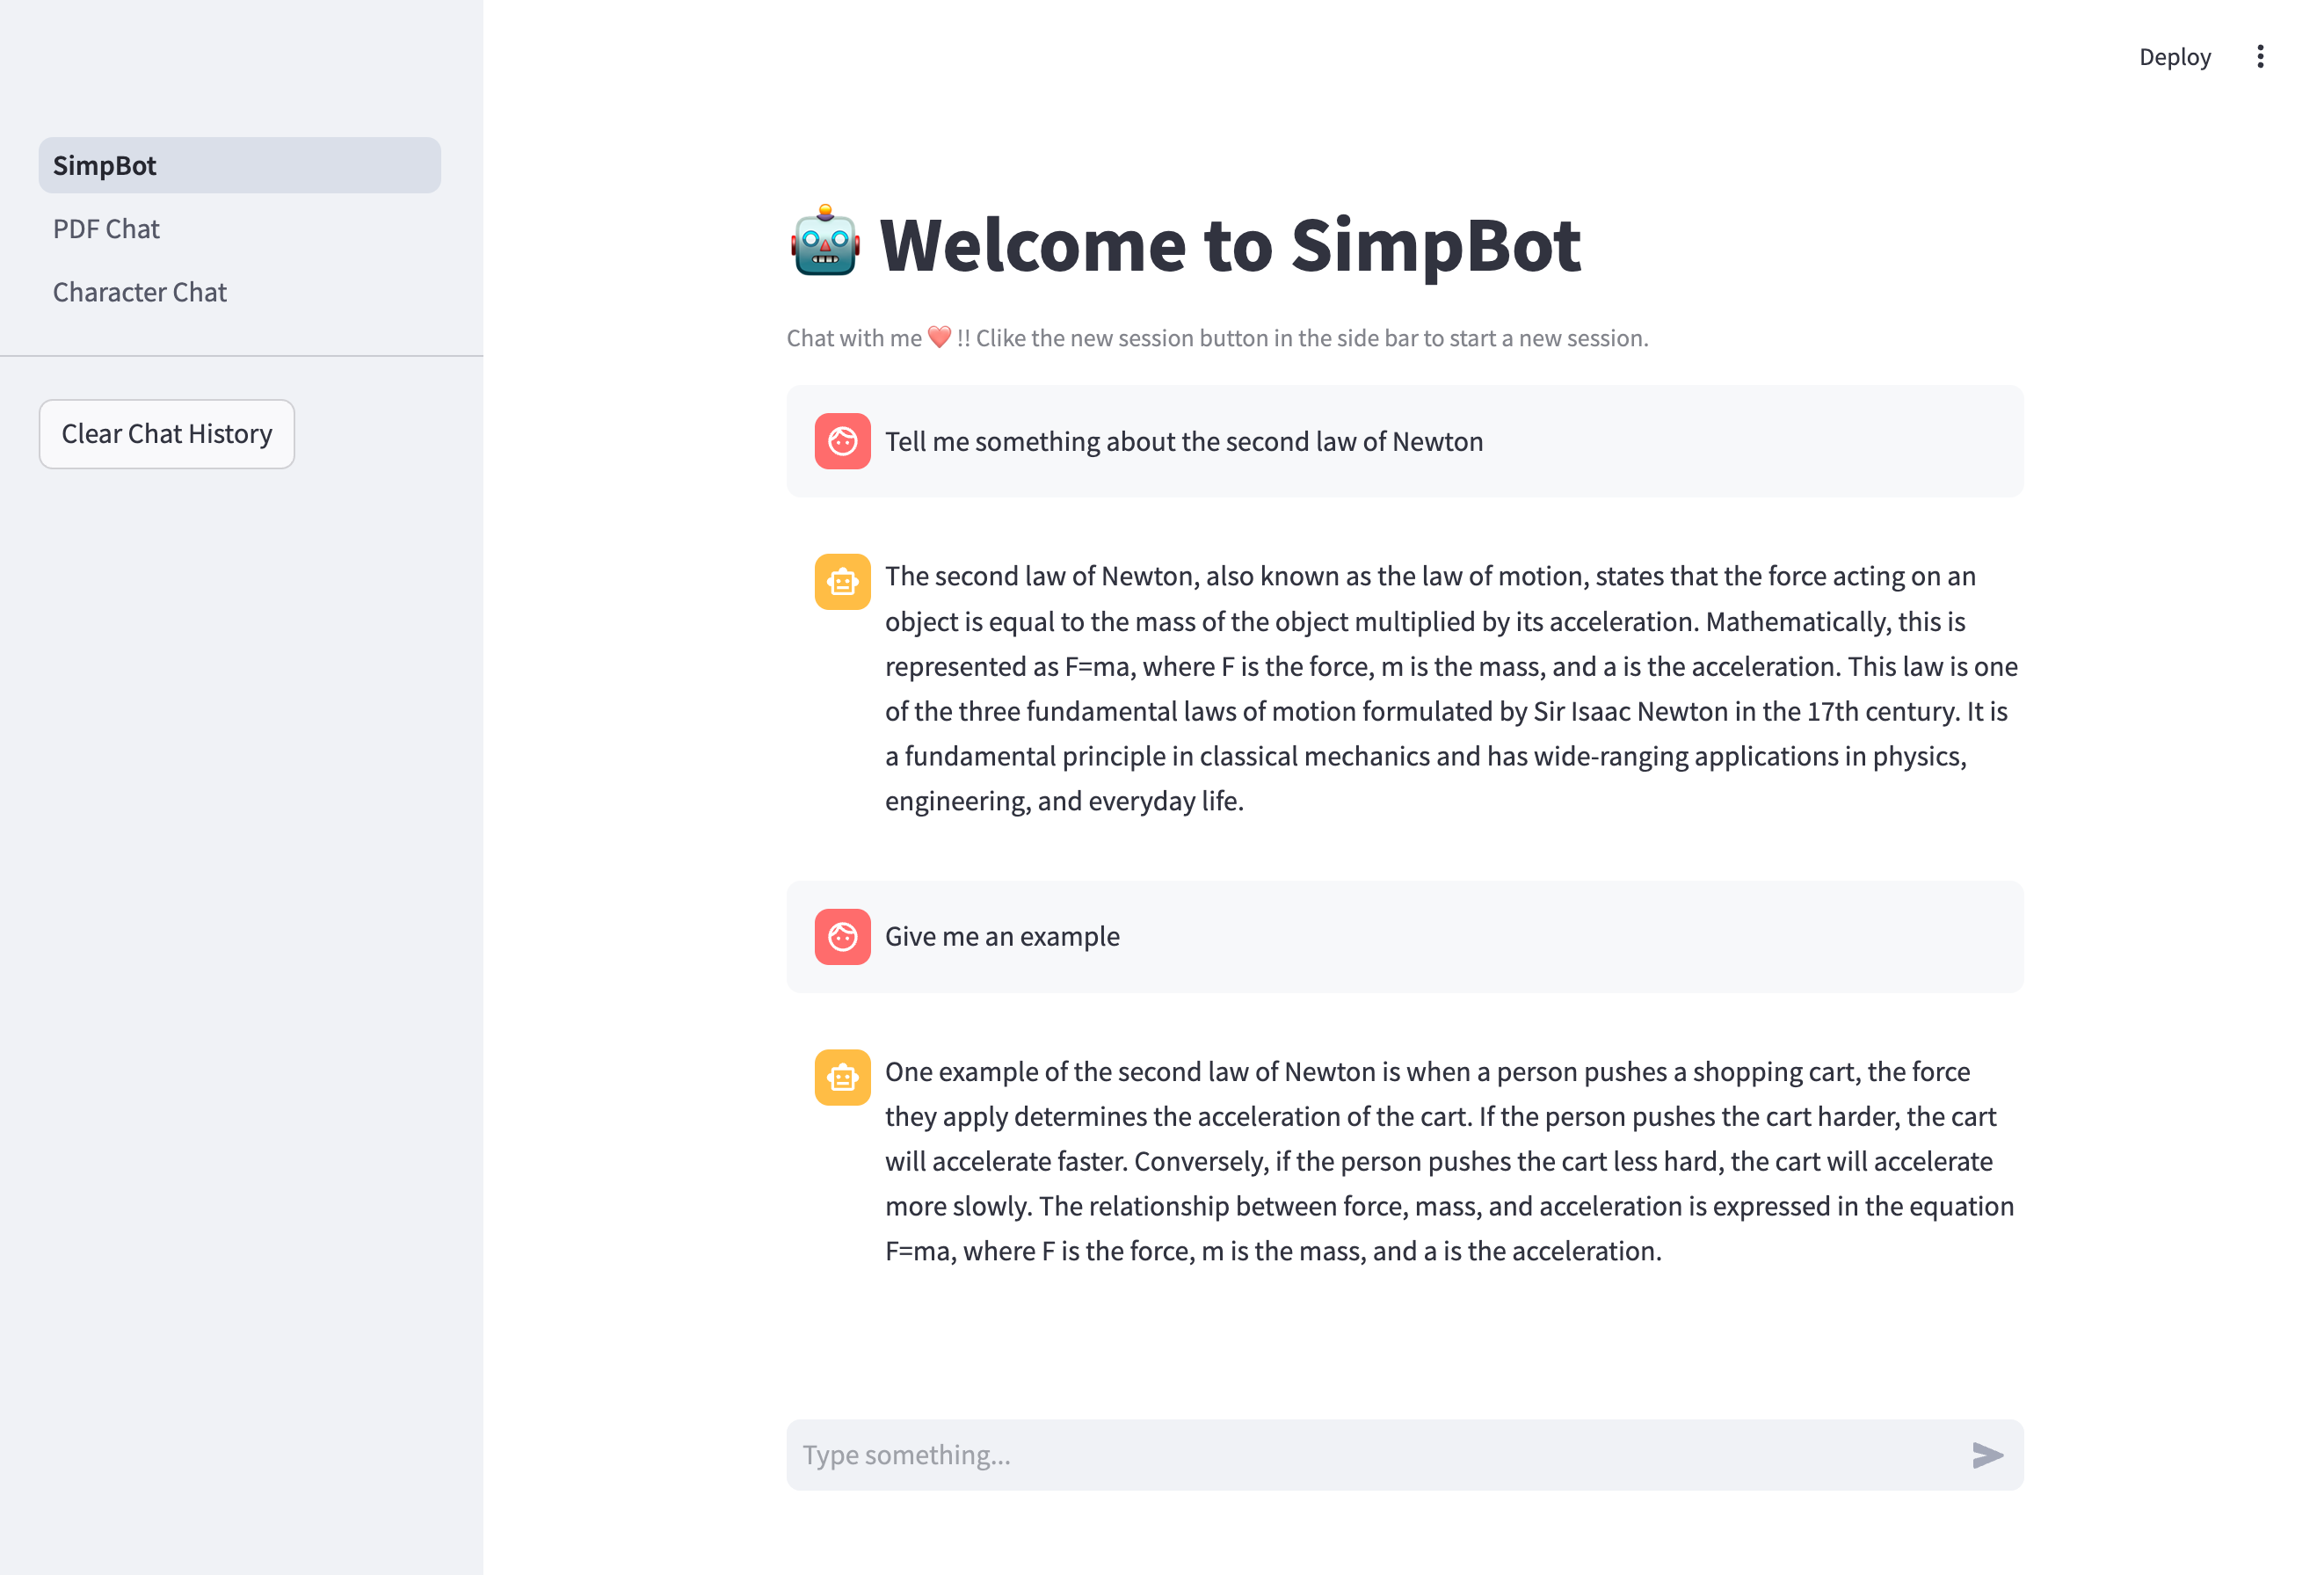 Deploy
SimpBot
PDF Chat
Character Chat
Clear Chat History
Welcome to SimpBot
Chat with me ❤️ !! Clike the new session button in the side bar to start a new session.
Tell me something about the second law of Newton
The second law of Newton, also known as the law of motion, states that the force acting on an
object is equal to the mass of the object multiplied by its acceleration. Mathematically, this is
represented as F=ma, where F is the force, m is the mass, and a is the acceleration. This law is one
of the three fundamental laws of motion formulated by Sir Isaac Newton in the 17th century. It is
a fundamental principle in classical mechanics and has wide-ranging applications in physics,
engineering, and everyday life.
Give me an example
One example of the second law of Newton is when a person pushes a shopping cart, the force
they apply determines the acceleration of the cart. If the person pushes the cart harder, the cart
will accelerate faster. Conversely, if the person pushes the cart less hard, the cart will accelerate
more slowly. The relationship between force, mass, and acceleration is expressed in the equation
F=ma, where F is the force, m is the mass, and a is the acceleration.
Type something...